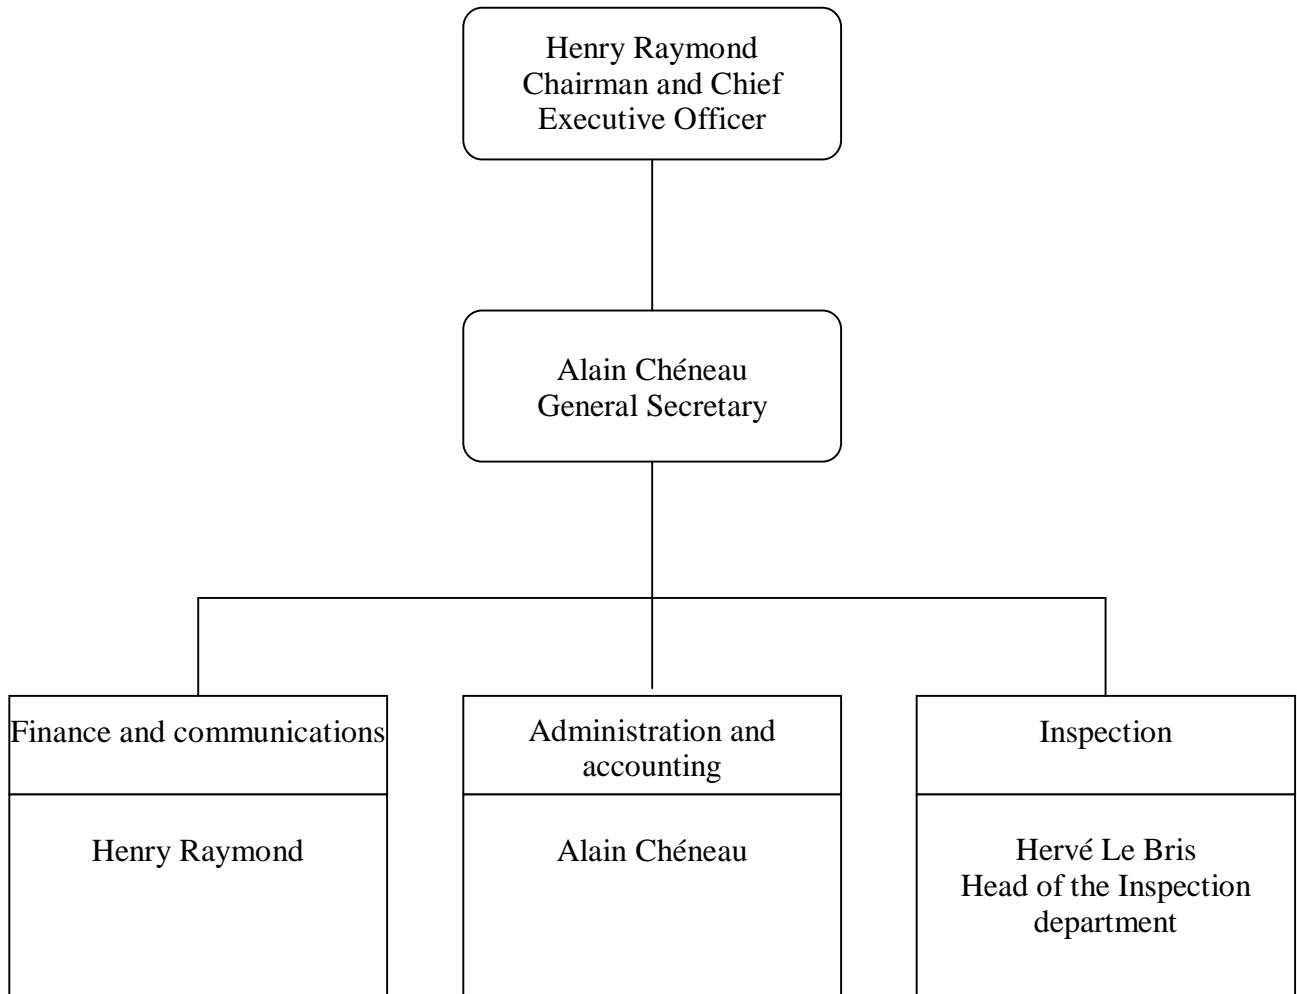 Henry Raymond
Chairman and Chief
Executive Officer
Alain Chéneau
General Secretary
Finance and communications
Henry Raymond
Administration and
accounting
Alain Chéneau
Inspection
Hervé Le Bris
Head of the Inspection
department